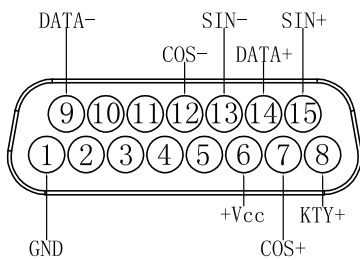 DATA- SIN- SIN+
COS- DATA+
9 10 11 12 13 14 15
1 2 3 4 5 6 7 8
+Vcc KTY+
GND COS+